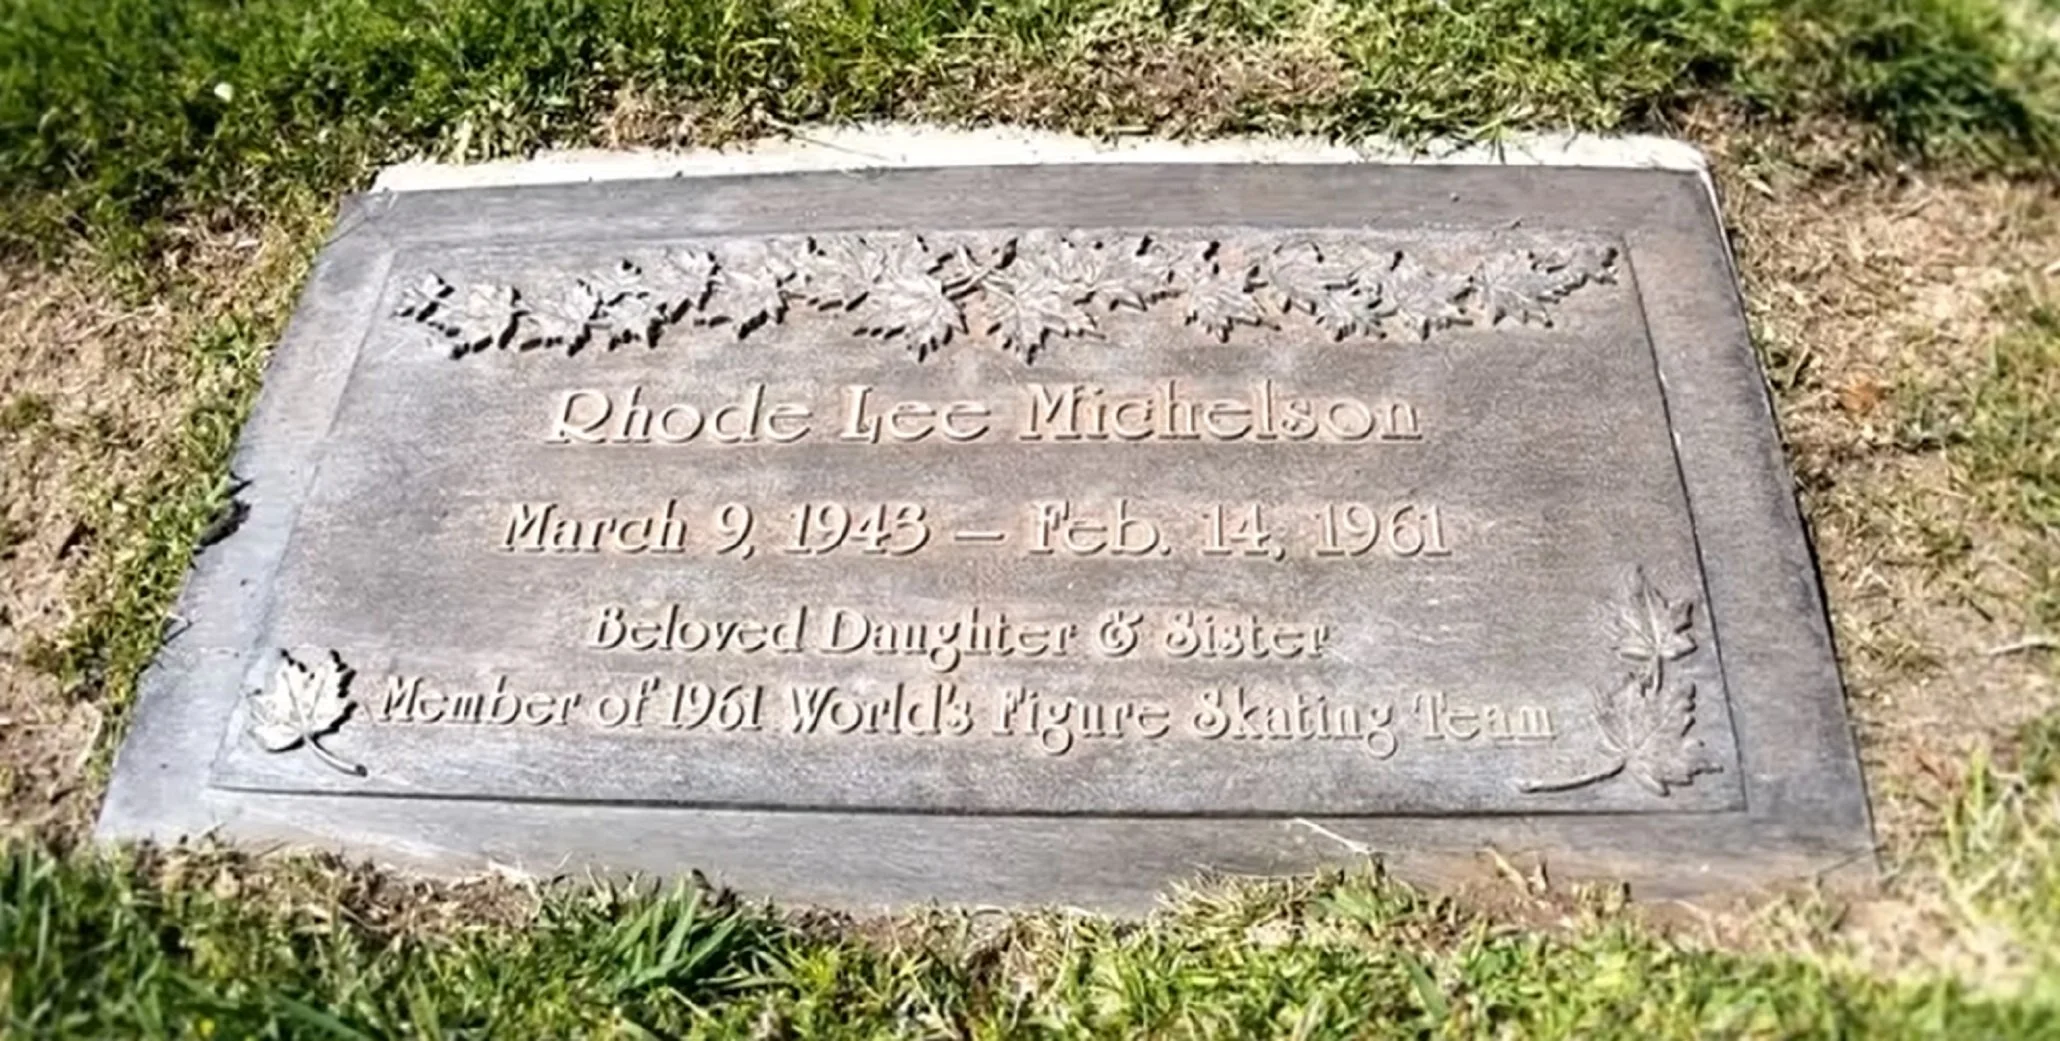 Rhode Lee Michelson
March 9, 1943 – Feb. 14, 1961
Beloved Daughter & Sister
Member of 1961 World's Figure Skating Team